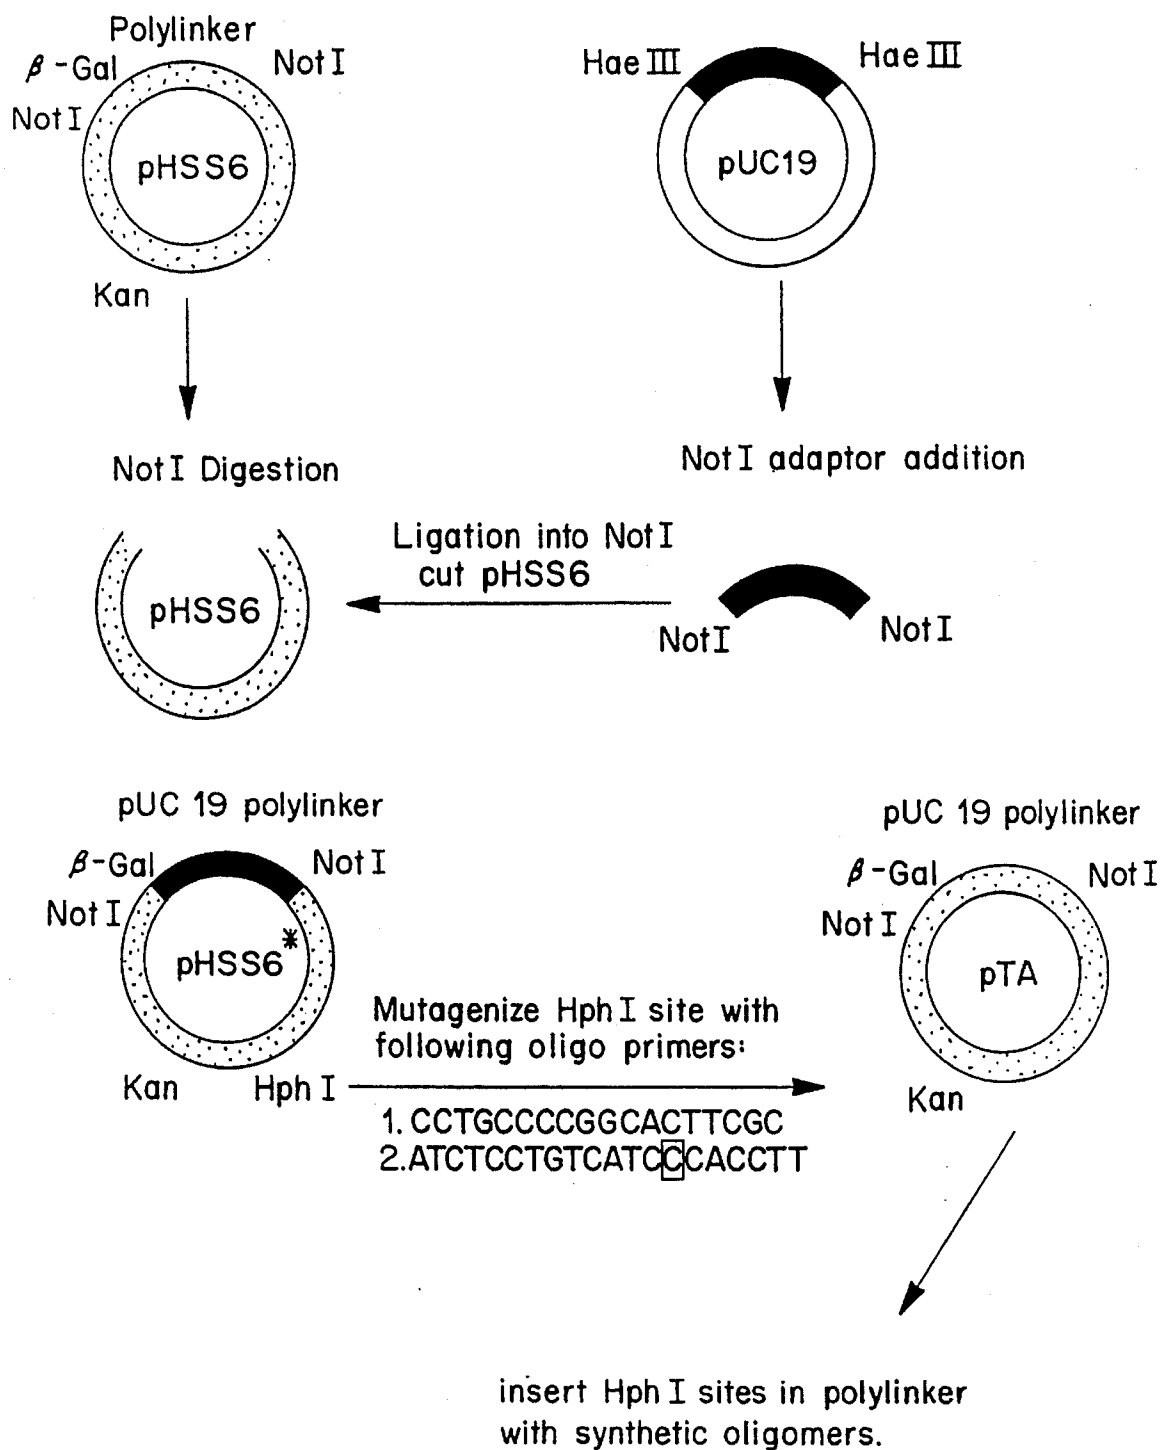 Polylinker
β-Gal
Not I
Not I
pHSS6
Kan
Hae III
Hae III
pUC19
Not I Digestion
Not I adaptor addition
pHSS6
Ligation into Not I
cut pHSS6
Not I
Not I
pUC 19 polylinker
β-Gal
Not I
Not I
pHSS6*
Kan
Hph I
Mutagenize Hph I site with
following oligo primers:
1. CCTGCCCCGGCACTTCGC
2. ATCTCCTGTCATCCCACCTT
pUC 19 polylinker
β-Gal
Not I
Not I
pTA
Kan
insert Hph I sites in polylinker
with synthetic oligomers.